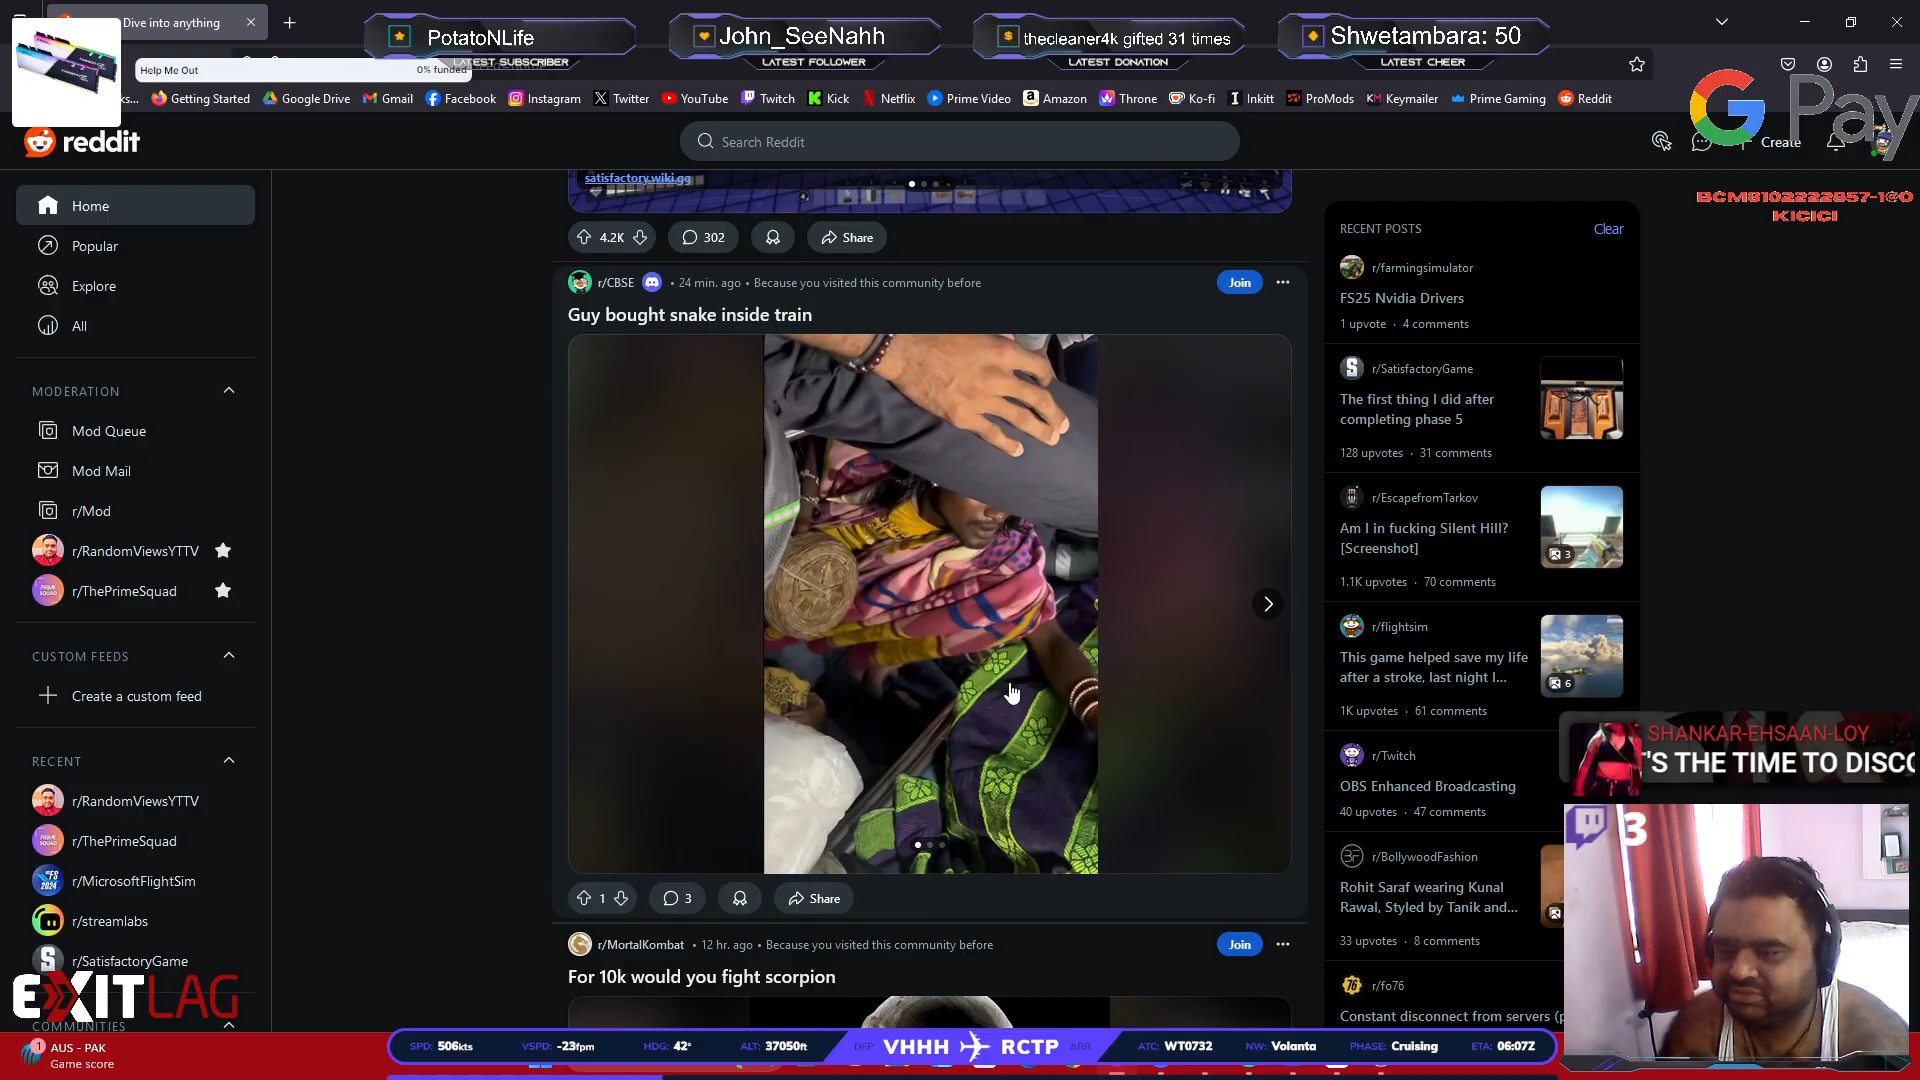 Dive into anything
PotatoNLife
LATEST SUBSCRIBER
John_SeeNahh
LATEST FOLLOWER
thecleaner4k gifted 31 times
LATEST DONATION
Shwetambara: 50
LATEST CHEER
Help Me Out
0% funded
Getting Started
Google Drive
Gmail
Facebook
Instagram
Twitter
YouTube
Twitch
Kick
Netflix
Prime Video
Amazon
Throne
Ko-fi
Inkitt
ProMods
Keymailer
Prime Gaming
Reddit
G Pay
reddit
Search Reddit
Create
BCM8102222857-1@O
KICICI
Home
Popular
Explore
All
MODERATION
Mod Queue
Mod Mail
r/Mod
r/RandomViewsYTTV
r/ThePrimeSquad
CUSTOM FEEDS
Create a custom feed
RECENT
r/RandomViewsYTTV
r/ThePrimeSquad
r/MicrosoftFlightSim
r/streamlabs
r/SatisfactoryGame
COMMUNITIES
EXITLAG
satisfactory.wiki.gg
4.2K
302
Share
r/CBSE • 24 min. ago • Because you visited this community before
Join
Guy bought snake inside train
1
3
Share
r/MortalKombat • 12 hr. ago • Because you visited this community before
Join
For 10k would you fight scorpion
RECENT POSTS
Clear
r/farmingsimulator
FS25 Nvidia Drivers
1 upvote · 4 comments
r/SatisfactoryGame
The first thing I did after
completing phase 5
128 upvotes · 31 comments
r/EscapefromTarkov
Am I in fucking Silent Hill?
[Screenshot]
3
1.1K upvotes · 70 comments
r/flightsim
This game helped save my life
after a stroke, last night I...
6
1K upvotes · 61 comments
r/Twitch
OBS Enhanced Broadcasting
40 upvotes · 47 comments
r/BollywoodFashion
Rohit Saraf wearing Kunal
Rawal, Styled by Tanik and...
33 upvotes · 8 comments
r/fo76
Constant disconnect from servers (p
SHANKAR-EHSAAN-LOY
'S THE TIME TO DISCO
3
1
AUS - PAK
Game score
SPD: 506kts
VSPD: -23fpm
HDG: 42°
ALT: 37050ft
DEP VHHH RCTP ARR
ATC: WT0732
NW: Volanta
PHASE: Cruising
ETA: 06:07Z